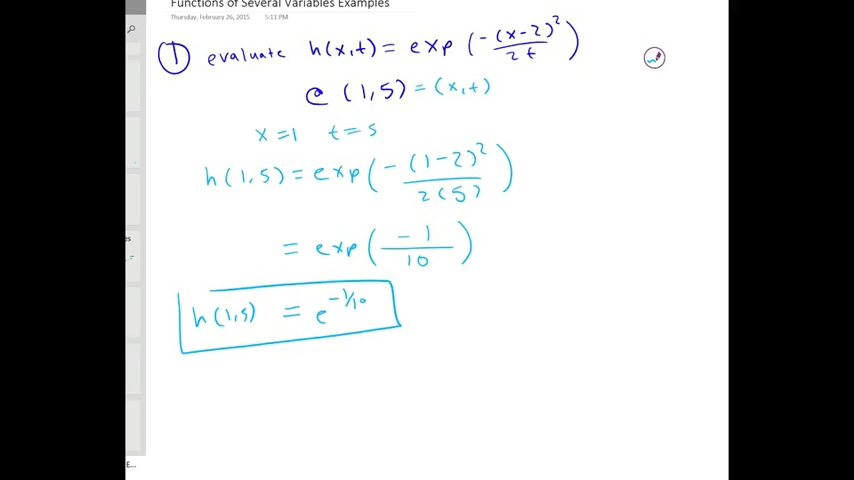 Functions of Several Variables Examples
Thursday, February 26, 2015 5:11 PM
① evaluate h(x,t) = exp (-(x-2)²/2t)
@ (1,5) = (x,t)
x=1 t=5
h(1,5) = exp (-(1-2)²/2(5))
= exp (-1/10)
h(1,5) = e^(-1/10)
es
E...